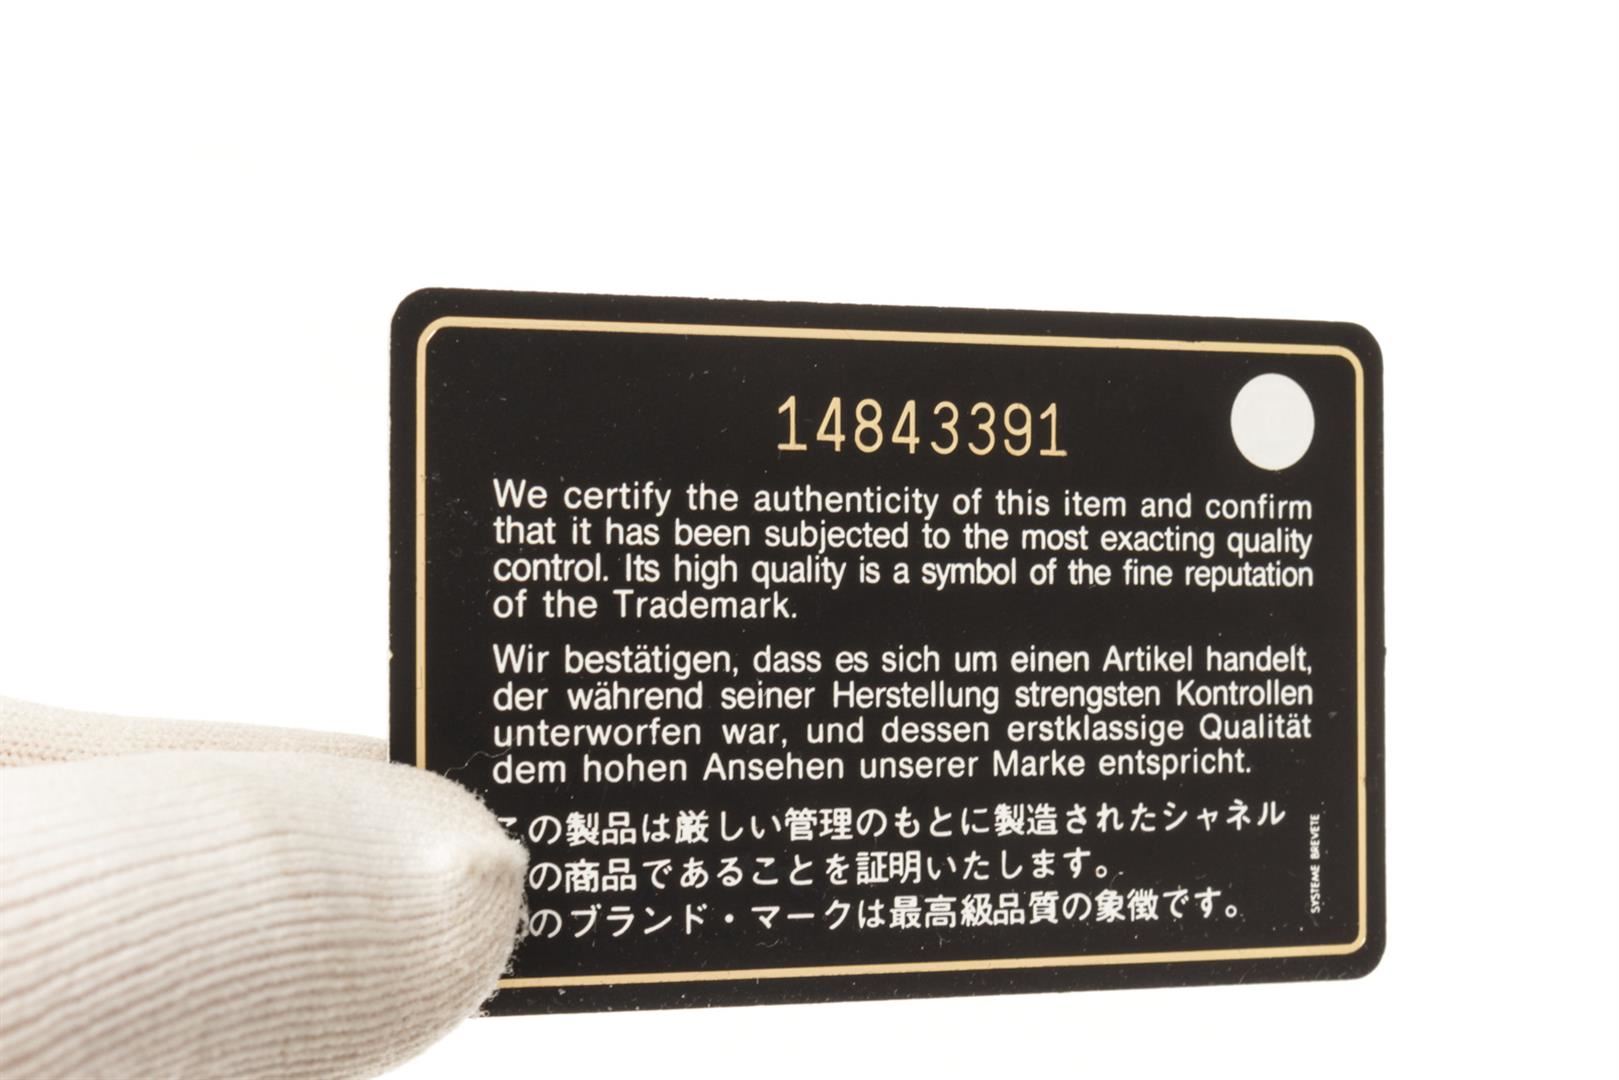 14843391
We certify the authenticity of this item and confirm
that it has been subjected to the most exacting quality
control. Its high quality is a symbol of the fine reputation
of the Trademark.
Wir bestätigen, dass es sich um einen Artikel handelt,
der während seiner Herstellung strengsten Kontrollen
unterworfen war, und dessen erstklassige Qualität
dem hohen Ansehen unserer Marke entspricht.
この製品は厳しい管理のもとに製造されたシャネル
の商品であることを証明いたします。
のブランド・マークは最高級品質の象徴です。
SYSTEME BREVETE